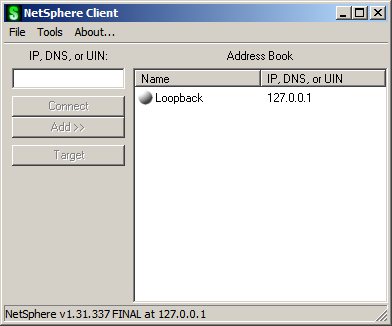 NetSphere Client
File Tools About...
IP, DNS, or UIN:
Address Book
Connect
Add >>
Target
Name IP, DNS, or UIN
Loopback 127.0.0.1
NetSphere v1.31.337 FINAL at 127.0.0.1